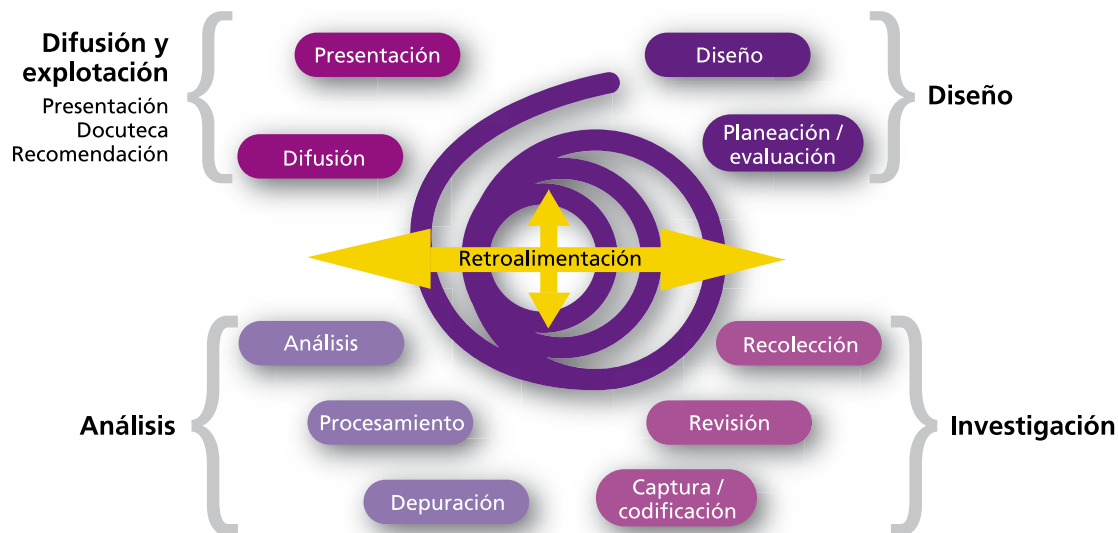 Difusión y
explotación
Presentación
Docuteca
Recomendación
Presentación
Difusión
Diseño
Planeación /
evaluación
Diseño
Retroalimentación
Análisis
Análisis
Procesamiento
Depuración
Recolección
Revisión
Captura /
codificación
Investigación